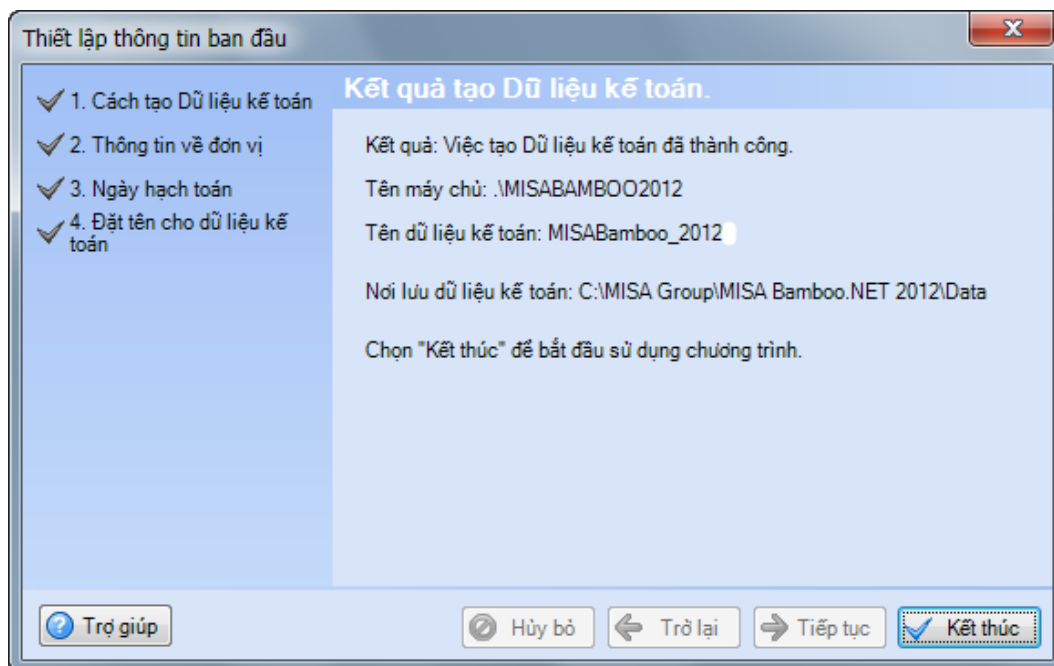 Thiết lập thông tin ban đầu
1. Cách tạo Dữ liệu kế toán
2. Thông tin về đơn vị
3. Ngày hạch toán
4. Đặt tên cho dữ liệu kế
toán
Kết quả tạo Dữ liệu kế toán.
Kết quả: Việc tạo Dữ liệu kế toán đã thành công.
Tên máy chủ: .\MISABAMBOO2012
Tên dữ liệu kế toán: MISABamboo_2012
Nơi lưu dữ liệu kế toán: C:\MISA Group\MISA Bamboo.NET 2012\Data
Chọn "Kết thúc" để bắt đầu sử dụng chương trình.
Trợ giúp
Hủy bỏ
Trở lại
Tiếp tục
Kết thúc